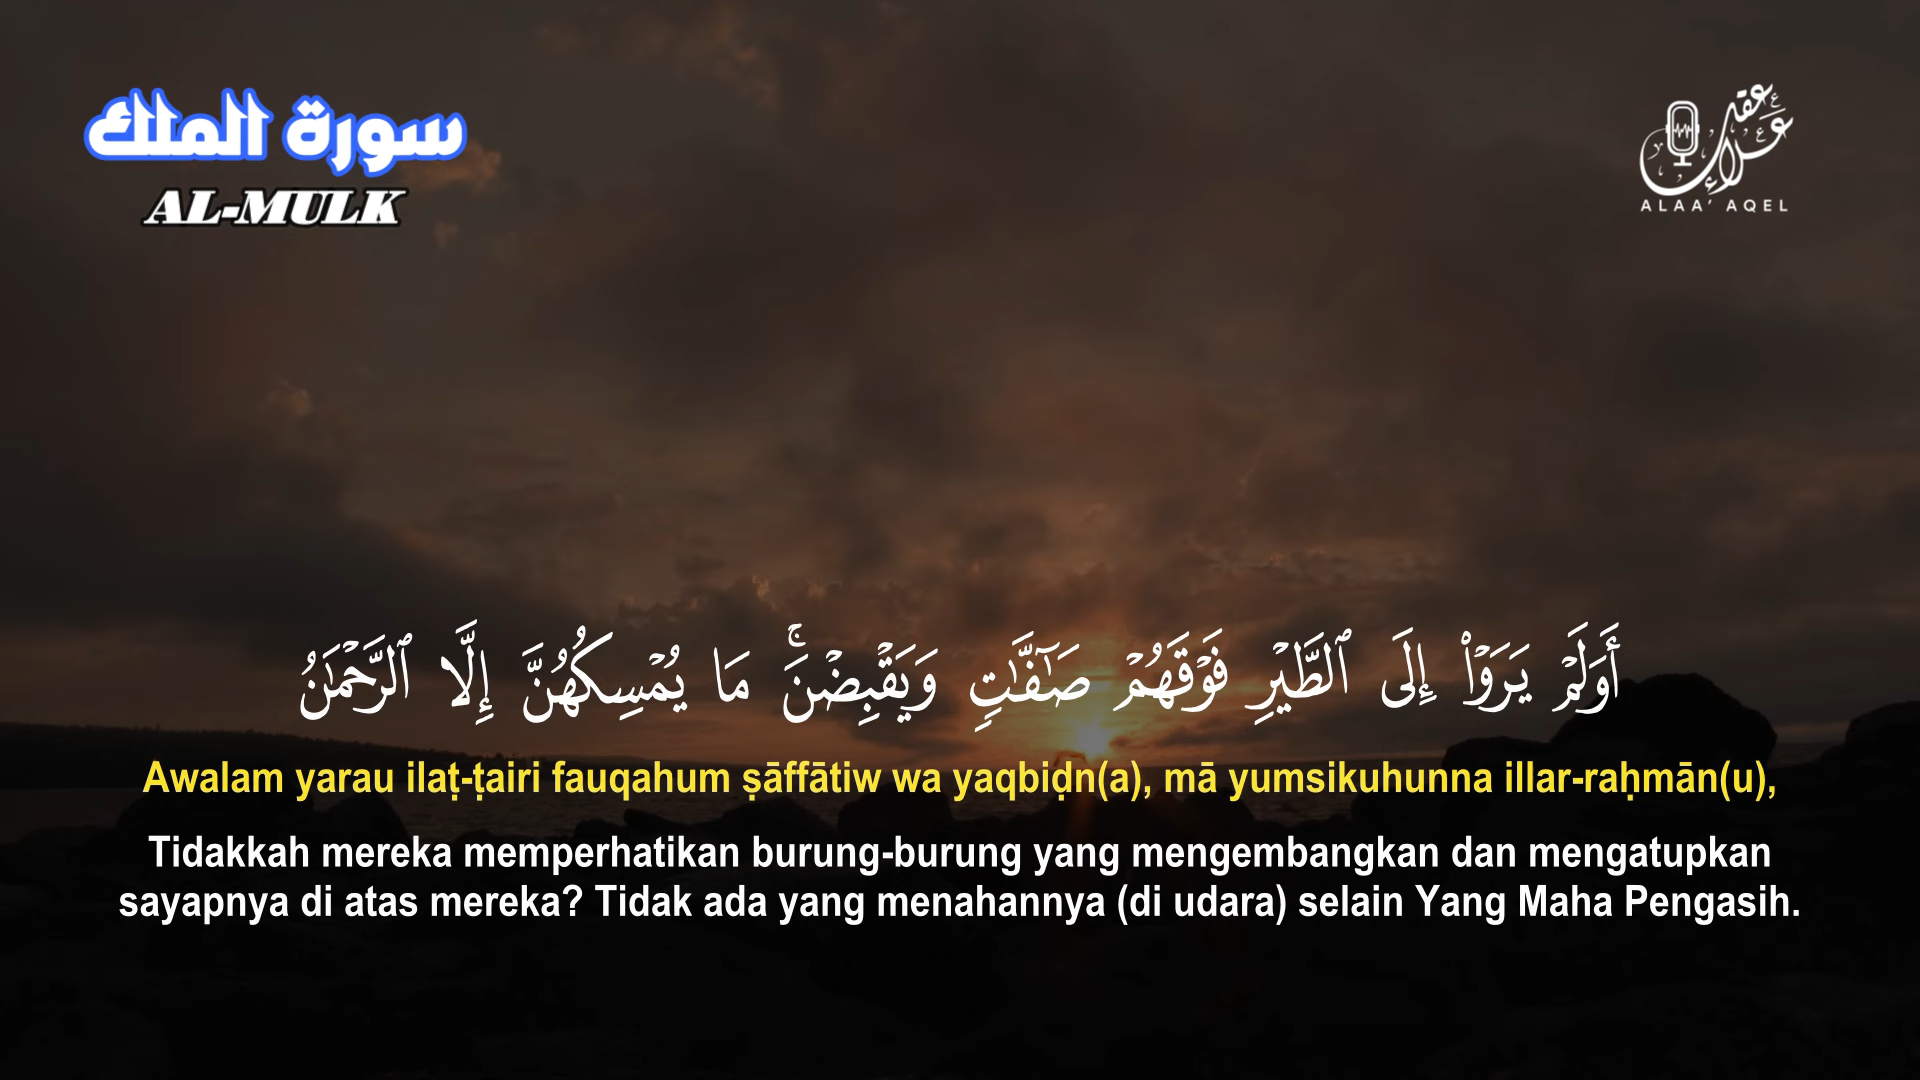 سورة الملك
AL-MULK
علاء عقل
ALAA' AQEL
أَوَلَمْ يَرَوْا۟ إِلَى ٱلطَّيْرِ فَوْقَهُمْ صَـٰٓفَّـٰتٍ وَيَقْبِضْنَ ۚ مَا يُمْسِكُهُنَّ إِلَّا ٱلرَّحْمَـٰنُ
Awalam yarau ilaṭ-ṭairi fauqahum ṣāffātiw wa yaqbiḍn(a), mā yumsikuhunna illar-raḥmān(u),
Tidakkah mereka memperhatikan burung-burung yang mengembangkan dan mengatupkan
sayapnya di atas mereka? Tidak ada yang menahannya (di udara) selain Yang Maha Pengasih.